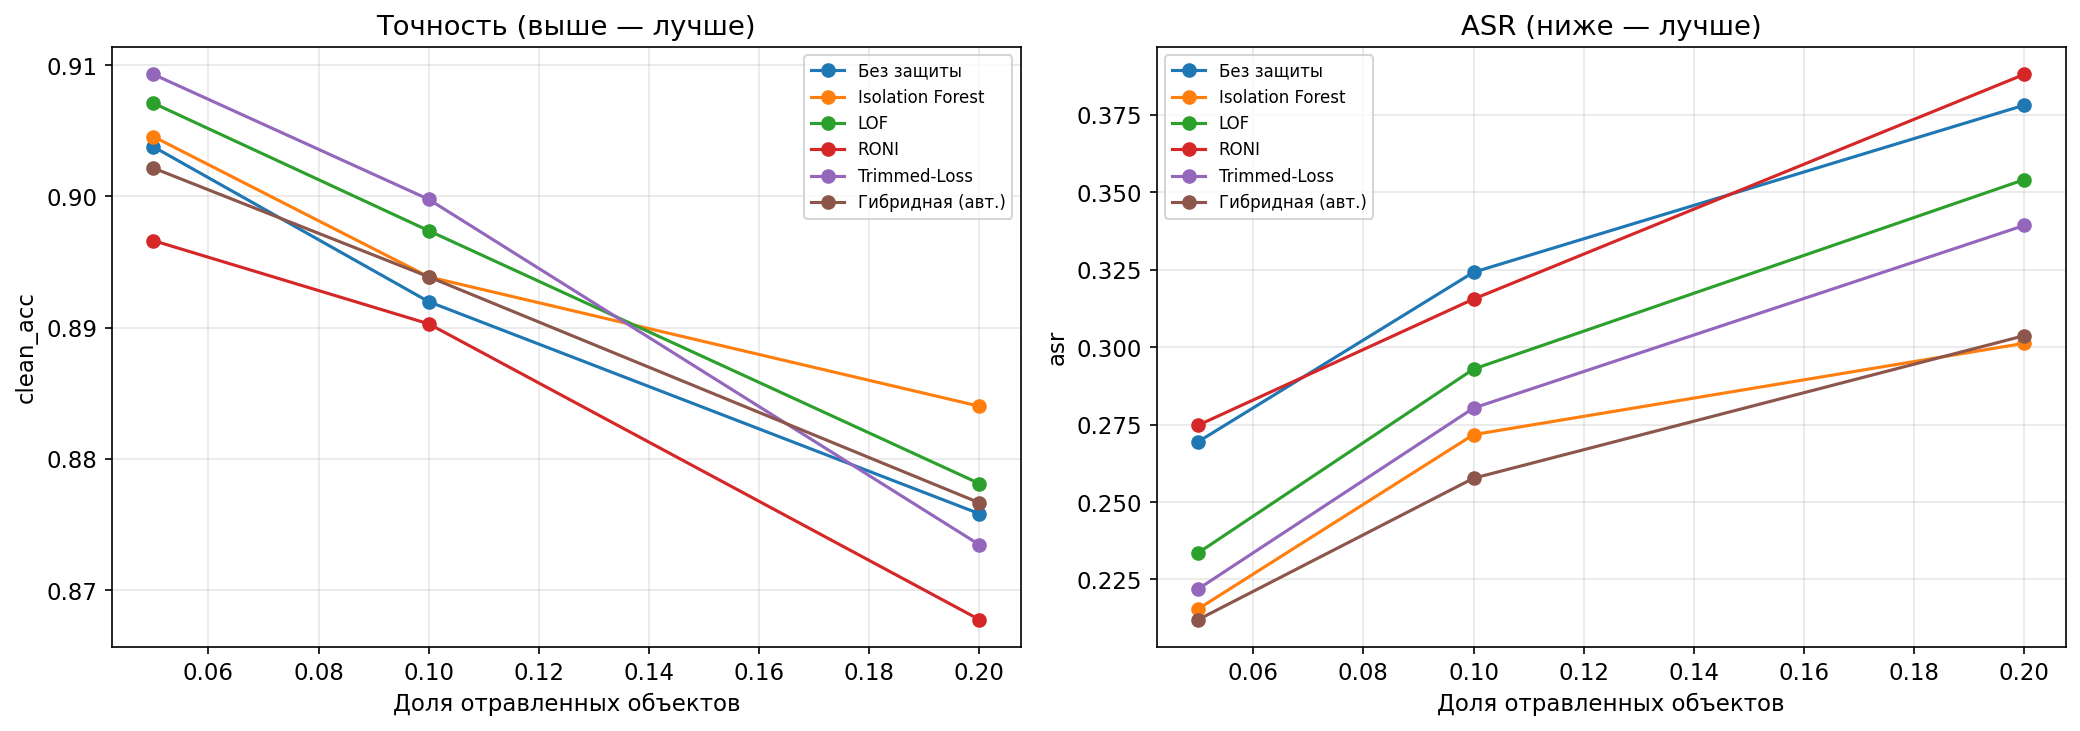 Точность (выше — лучше)
clean_acc
0.91
0.90
0.89
0.88
0.87
Без защиты
Isolation Forest
LOF
RONI
Trimmed-Loss
Гибридная (авт.)
0.06 0.08 0.10 0.12 0.14 0.16 0.18 0.20
Доля отравленных объектов
ASR (ниже — лучше)
asr
0.375
0.350
0.325
0.300
0.275
0.250
0.225
Без защиты
Isolation Forest
LOF
RONI
Trimmed-Loss
Гибридная (авт.)
0.06 0.08 0.10 0.12 0.14 0.16 0.18 0.20
Доля отравленных объектов